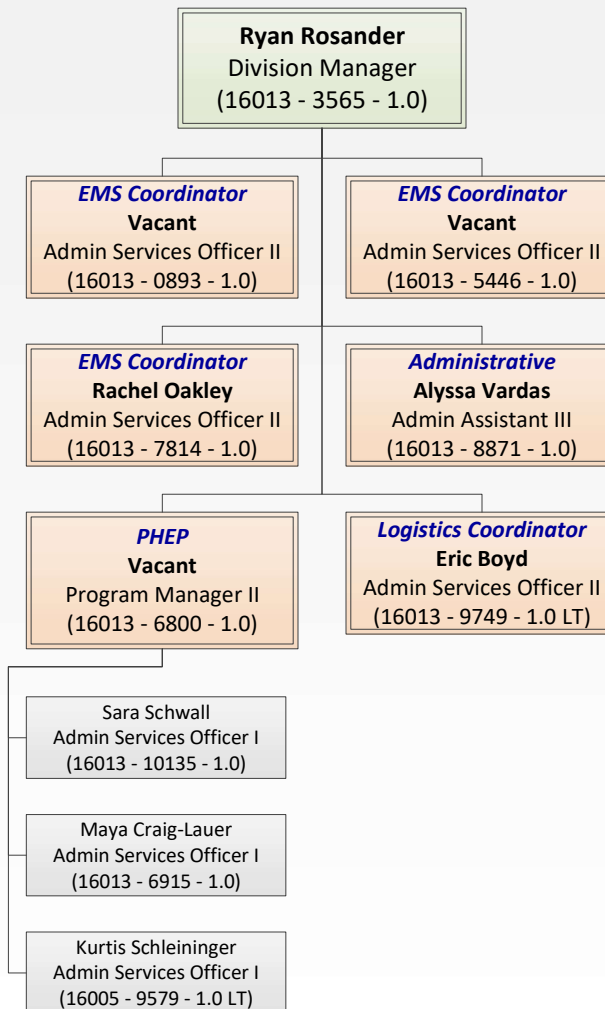 Ryan Rosander
Division Manager
(16013 - 3565 - 1.0)
EMS Coordinator
Vacant
Admin Services Officer II
(16013 - 0893 - 1.0)
EMS Coordinator
Vacant
Admin Services Officer II
(16013 - 5446 - 1.0)
EMS Coordinator
Rachel Oakley
Admin Services Officer II
(16013 - 7814 - 1.0)
Administrative
Alyssa Vardas
Admin Assistant III
(16013 - 8871 - 1.0)
PHEP
Vacant
Program Manager II
(16013 - 6800 - 1.0)
Logistics Coordinator
Eric Boyd
Admin Services Officer II
(16013 - 9749 - 1.0 LT)
Sara Schwall
Admin Services Officer I
(16013 - 10135 - 1.0)
Maya Craig-Lauer
Admin Services Officer I
(16013 - 6915 - 1.0)
Kurtis Schleininger
Admin Services Officer I
(16005 - 9579 - 1.0 LT)